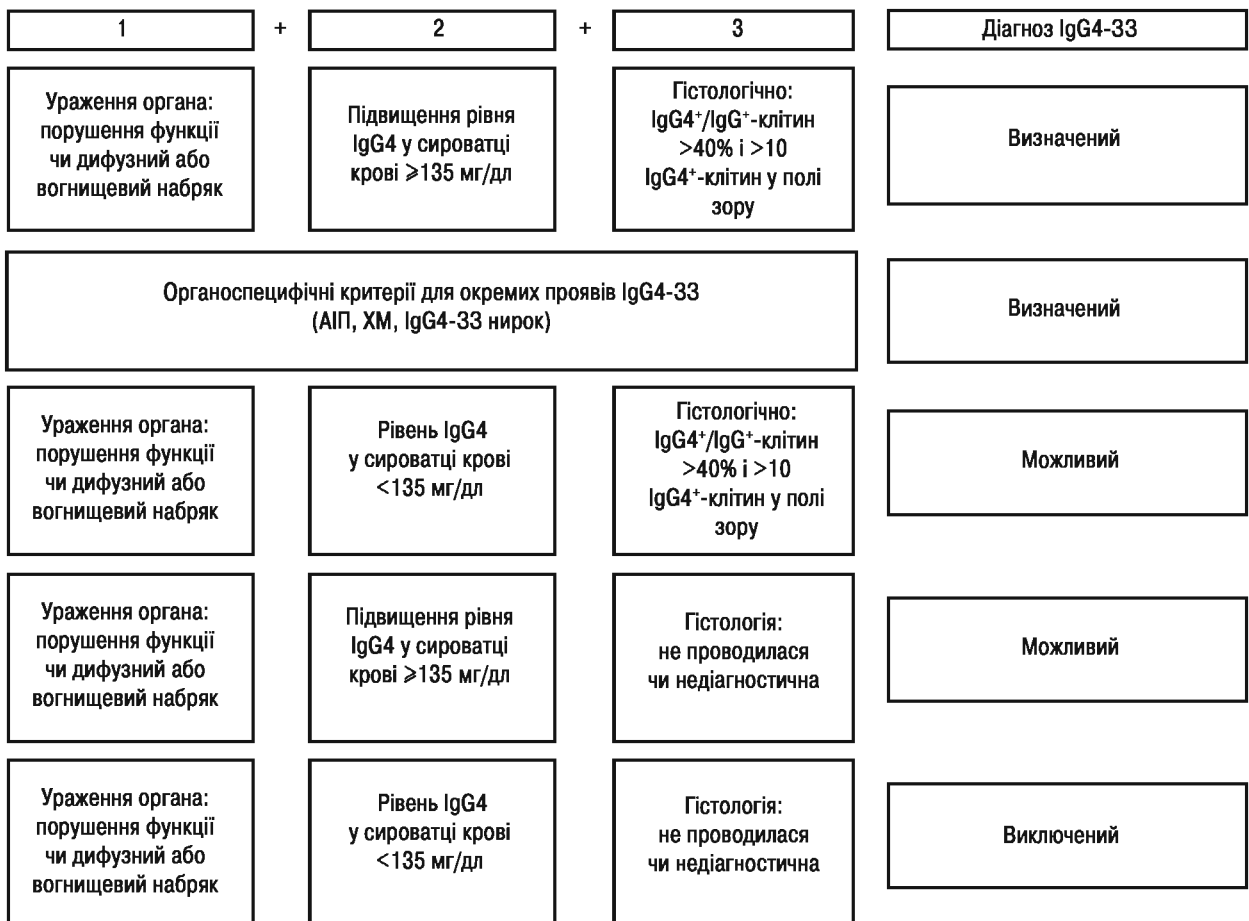 1
+
2
+
3
Діагноз IgG4-ЗЗ
Ураження органа:
порушення функції
чи дифузний або
вогнищевий набряк
Підвищення рівня
IgG4 у сироватці
крові ⩾135 мг/дл
Гістологічно:
IgG4⁺/IgG⁺-клітин
>40% і >10
IgG4⁺-клітин у полі
зору
Визначений
Органоспецифічні критерії для окремих проявів IgG4-ЗЗ
(АІП, ХМ, IgG4-ЗЗ нирок)
Визначений
Ураження органа:
порушення функції
чи дифузний або
вогнищевий набряк
Рівень IgG4
у сироватці крові
<135 мг/дл
Гістологічно:
IgG4⁺/IgG⁺-клітин
>40% і >10
IgG4⁺-клітин у полі
зору
Можливий
Ураження органа:
порушення функції
чи дифузний або
вогнищевий набряк
Підвищення рівня
IgG4 у сироватці
крові ⩾135 мг/дл
Гістологія:
не проводилася
чи недіагностична
Можливий
Ураження органа:
порушення функції
чи дифузний або
вогнищевий набряк
Рівень IgG4
у сироватці крові
<135 мг/дл
Гістологія:
не проводилася
чи недіагностична
Виключений